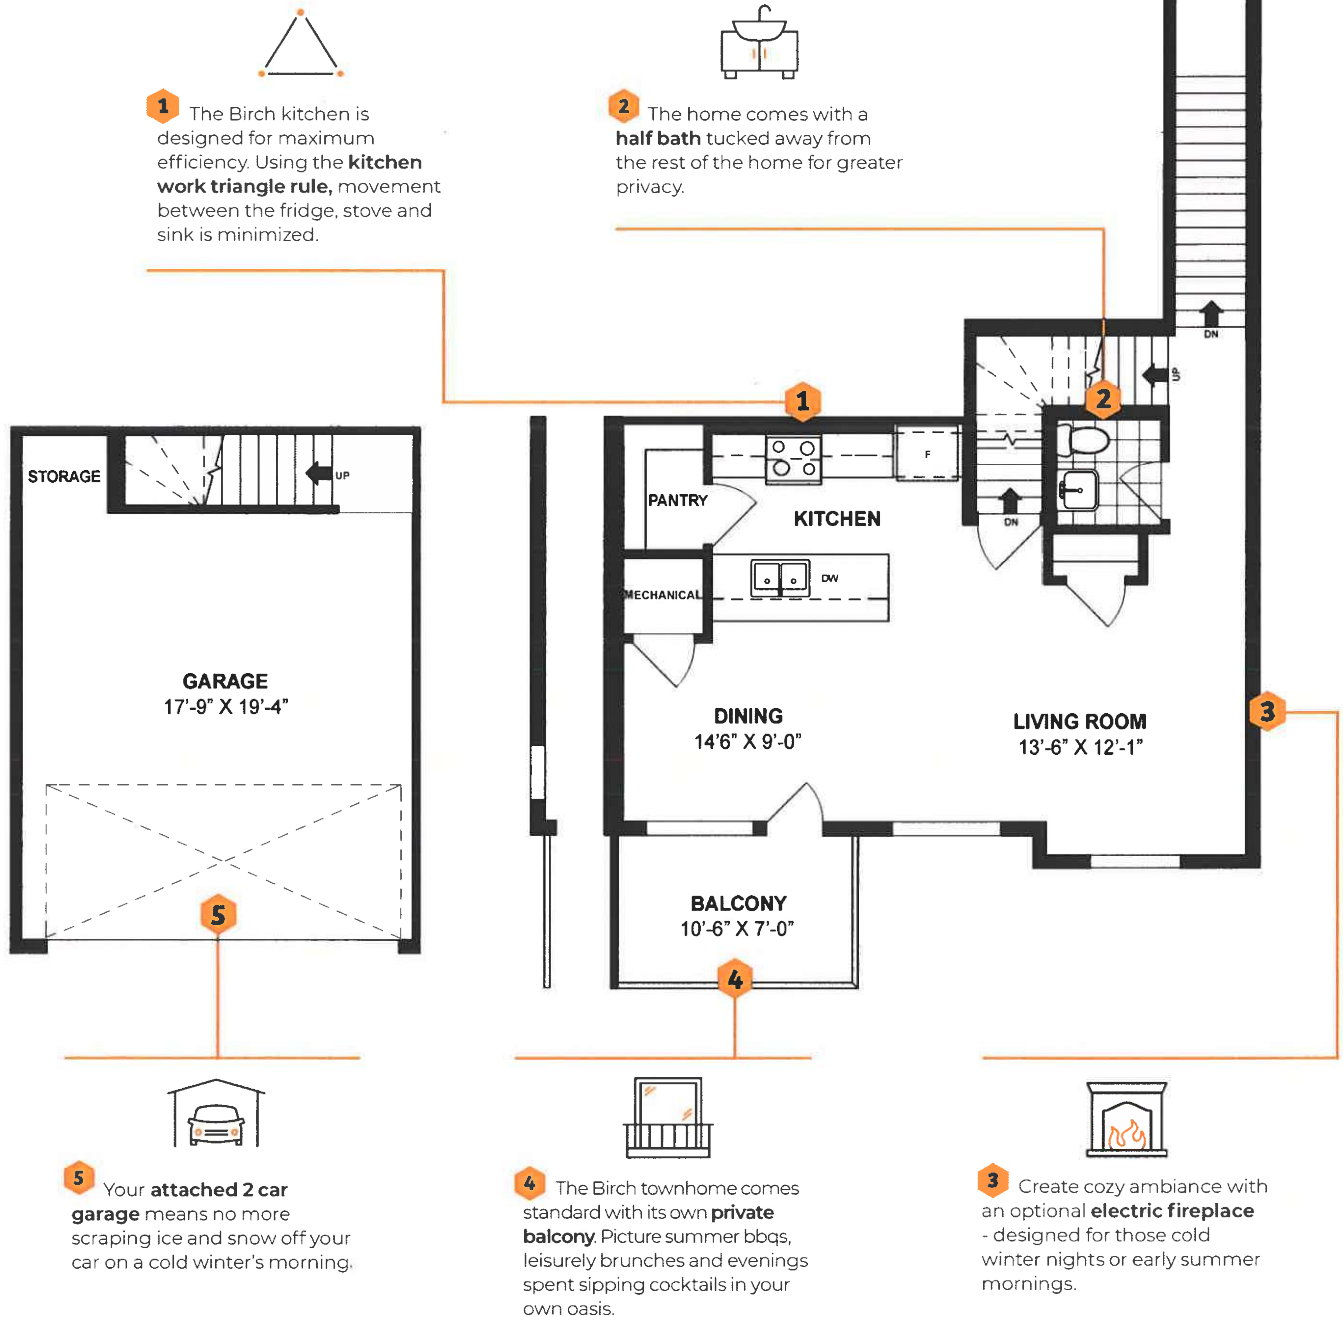 1 The Birch kitchen is
designed for maximum
efficiency. Using the kitchen
work triangle rule, movement
between the fridge, stove and
sink is minimized.
2 The home comes with a
half bath tucked away from
the rest of the home for greater
privacy.
DN
UP
1
2
STORAGE
UP
F
PANTRY
KITCHEN
DN
DW
MECHANICAL
GARAGE
17'-9" X 19'-4"
DINING
14'6" X 9'-0"
LIVING ROOM
13'-6" X 12'-1"
3
BALCONY
10'-6" X 7'-0"
5
4
5 Your attached 2 car
garage means no more
scraping ice and snow off your
car on a cold winter's morning.
4 The Birch townhome comes
standard with its own private
balcony. Picture summer bbqs,
leisurely brunches and evenings
spent sipping cocktails in your
own oasis.
3 Create cozy ambiance with
an optional electric fireplace
- designed for those cold
winter nights or early summer
mornings.